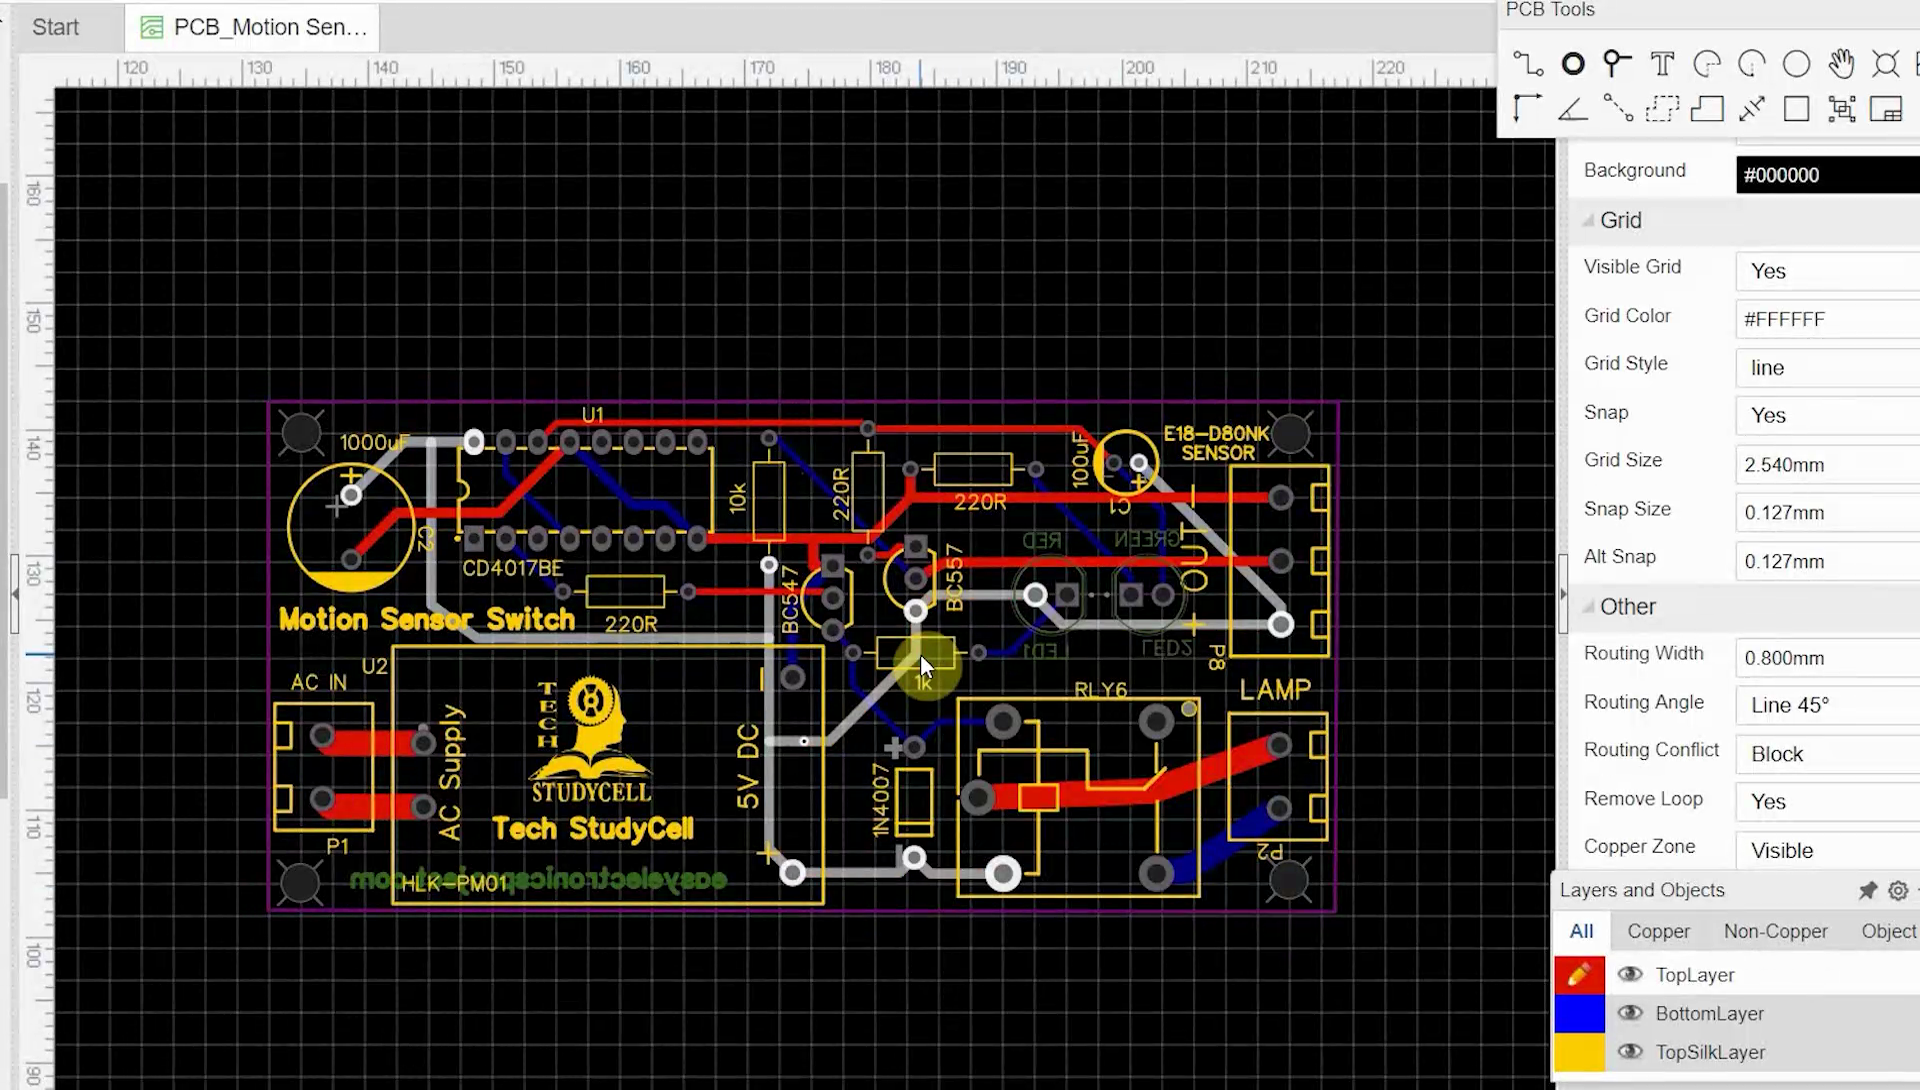 Start
PCB_Motion Sen...
PCB Tools
120 130 140 150 160 170 180 190 200 210 220
160
150
140
130
120
110
100
90
Background #000000
Grid
Visible Grid Yes
Grid Color #FFFFFF
Grid Style line
Snap Yes
Grid Size 2.540mm
Snap Size 0.127mm
Alt Snap 0.127mm
Other
Routing Width 0.800mm
Routing Angle Line 45°
Routing Conflict Block
Remove Loop Yes
Copper Zone Visible
Layers and Objects
All Copper Non-Copper Object
TopLayer
BottomLayer
TopSilkLayer
U1
1000uF
C2
CD4017BE
Motion Sensor Switch
220R
10k
220R
220R
100uF
E18-D80NK
SENSOR
BC547
BC557
RED
GREEN
OUT
LED1
LED2
P8
1k
U2
AC IN
AC Supply
P1
TECH
STUDYCELL
Tech StudyCell
5V DC
HLK-PM01
easyelectronicsproject.com
1N4007
RLY6
LAMP
P2